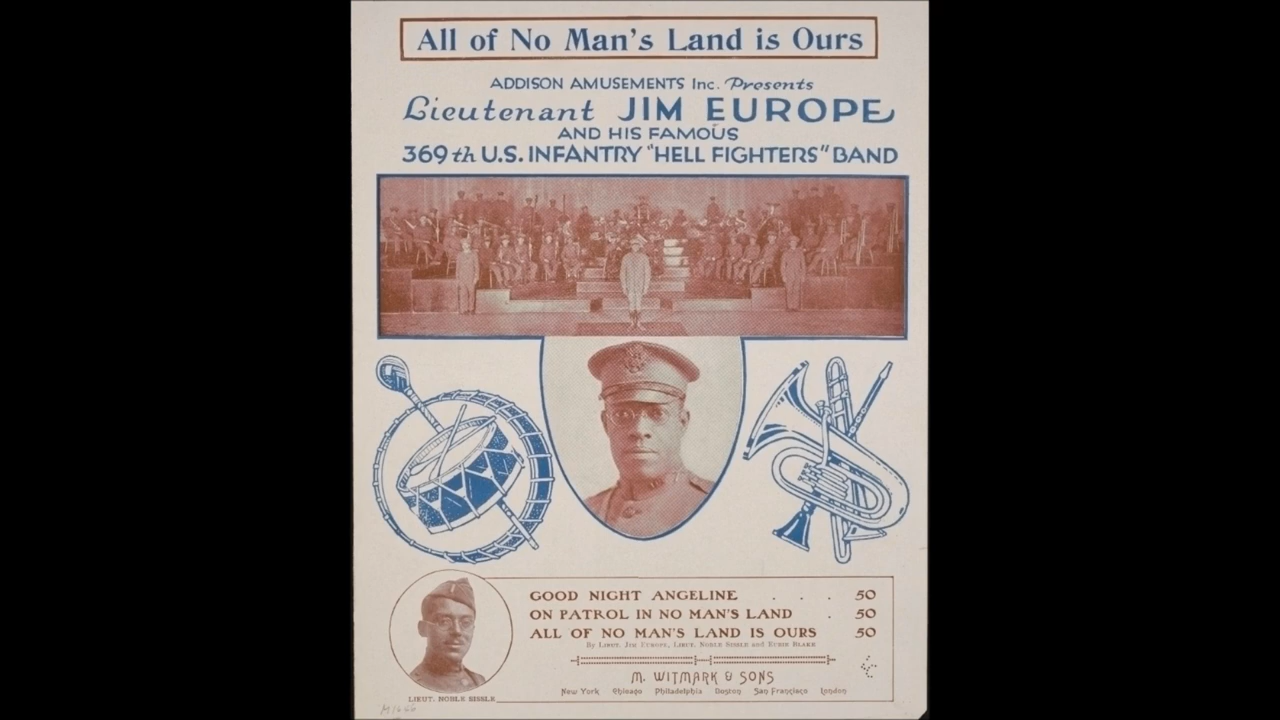 All of No Man's Land is Ours
ADDISON AMUSEMENTS Inc. Presents
Lieutenant JIM EUROPE
AND HIS FAMOUS
369th U.S. INFANTRY "HELL FIGHTERS" BAND
GOOD NIGHT ANGELINE . . . 50
ON PATROL IN NO MAN'S LAND . 50
ALL OF NO MAN'S LAND IS OURS 50
By Lieut. Jim Europe, Lieut. Noble Sissle and Eubie Blake
M. WITMARK & SONS
New York Chicago Philadelphia Boston San Francisco London
LIEUT. NOBLE SISSLE